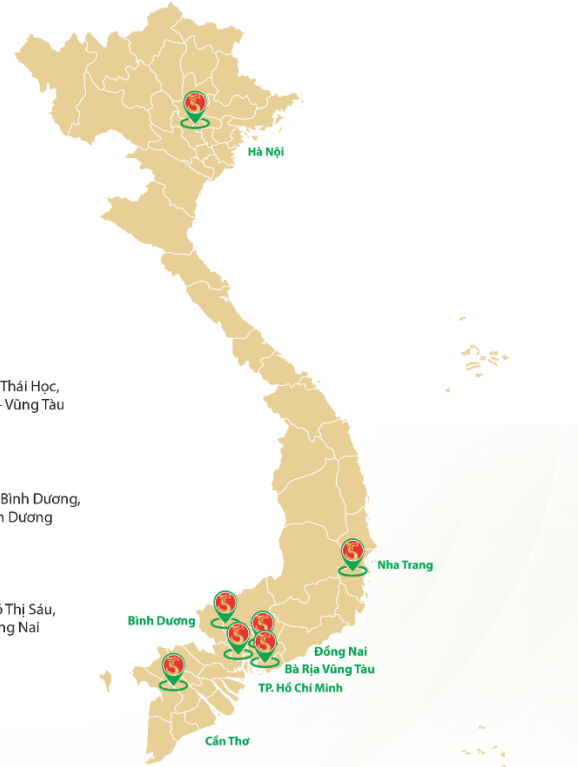 Hà Nội
Thái Học,
Vũng Tàu
Bình Dương,
Dương
Thị Sáu,
Nai
Nha Trang
Bình Dương
Đồng Nai
Bà Rịa Vũng Tàu
TP. Hồ Chí Minh
Cần Thơ